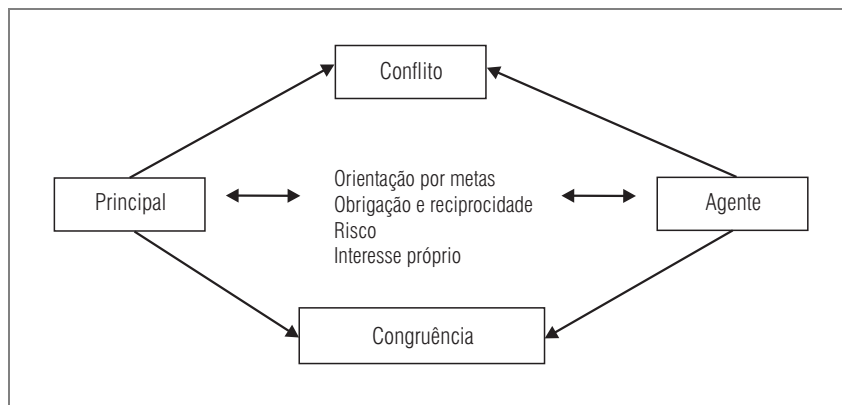 Conflito
Principal
Orientação por metas
Obrigação e reciprocidade
Risco
Interesse próprio
Agente
Congruência